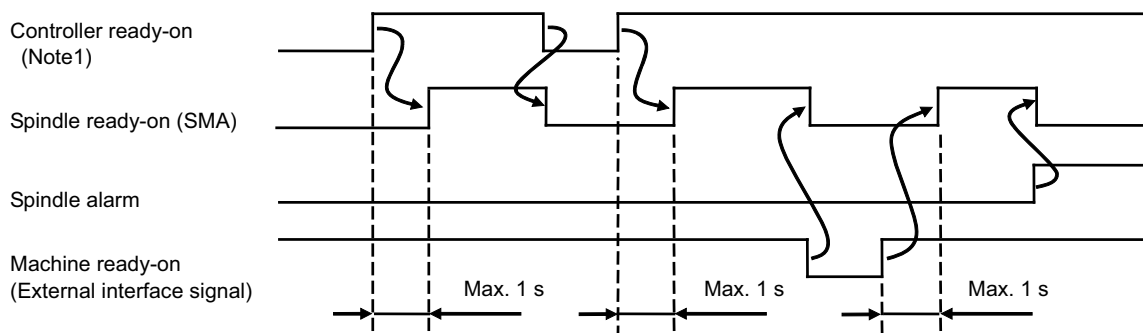 Controller ready-on
(Note1)
Spindle ready-on (SMA)
Spindle alarm
Machine ready-on
(External interface signal)
Max. 1 s
Max. 1 s
Max. 1 s